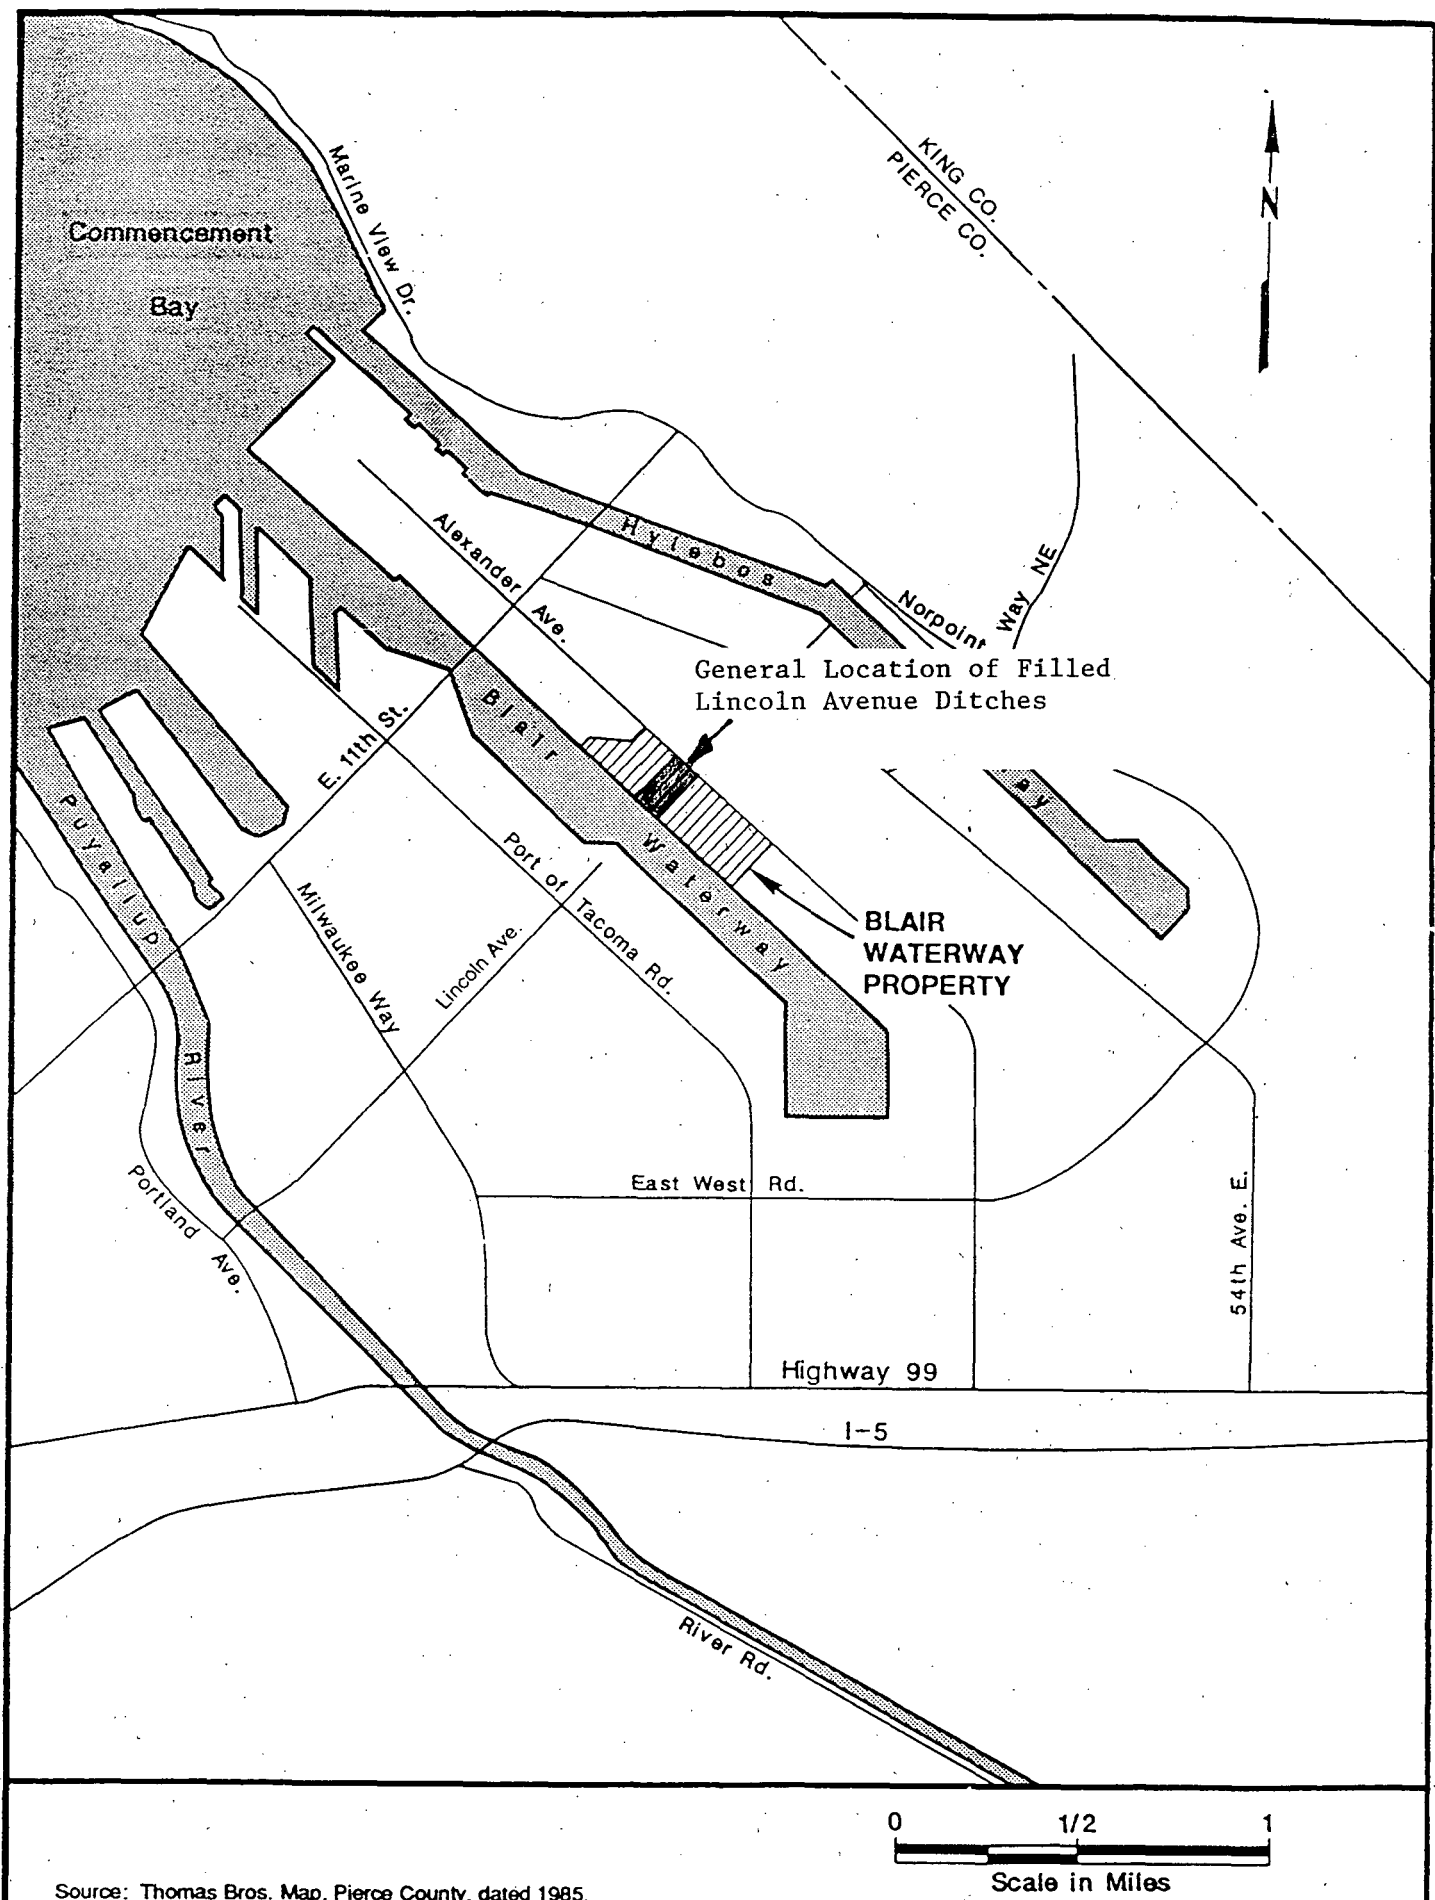 Marine View Dr.
KING CO.
PIERCE CO.
N
Commencement
Bay
Alexander Ave.
Hylebos
Way NE
Norpoint
General Location of Filled
Lincoln Avenue Ditches
E. 11th St.
Blair
Waterway
ay
Puyallup
River
Port of Tacoma Rd.
Milwaukee Way
Lincoln Ave.
BLAIR
WATERWAY
PROPERTY
Portland Ave.
East West Rd.
54th Ave. E.
Highway 99
I-5
River Rd.
0 1/2 1
Scale in Miles
Source: Thomas Bros. Map, Pierce County, dated 1985.